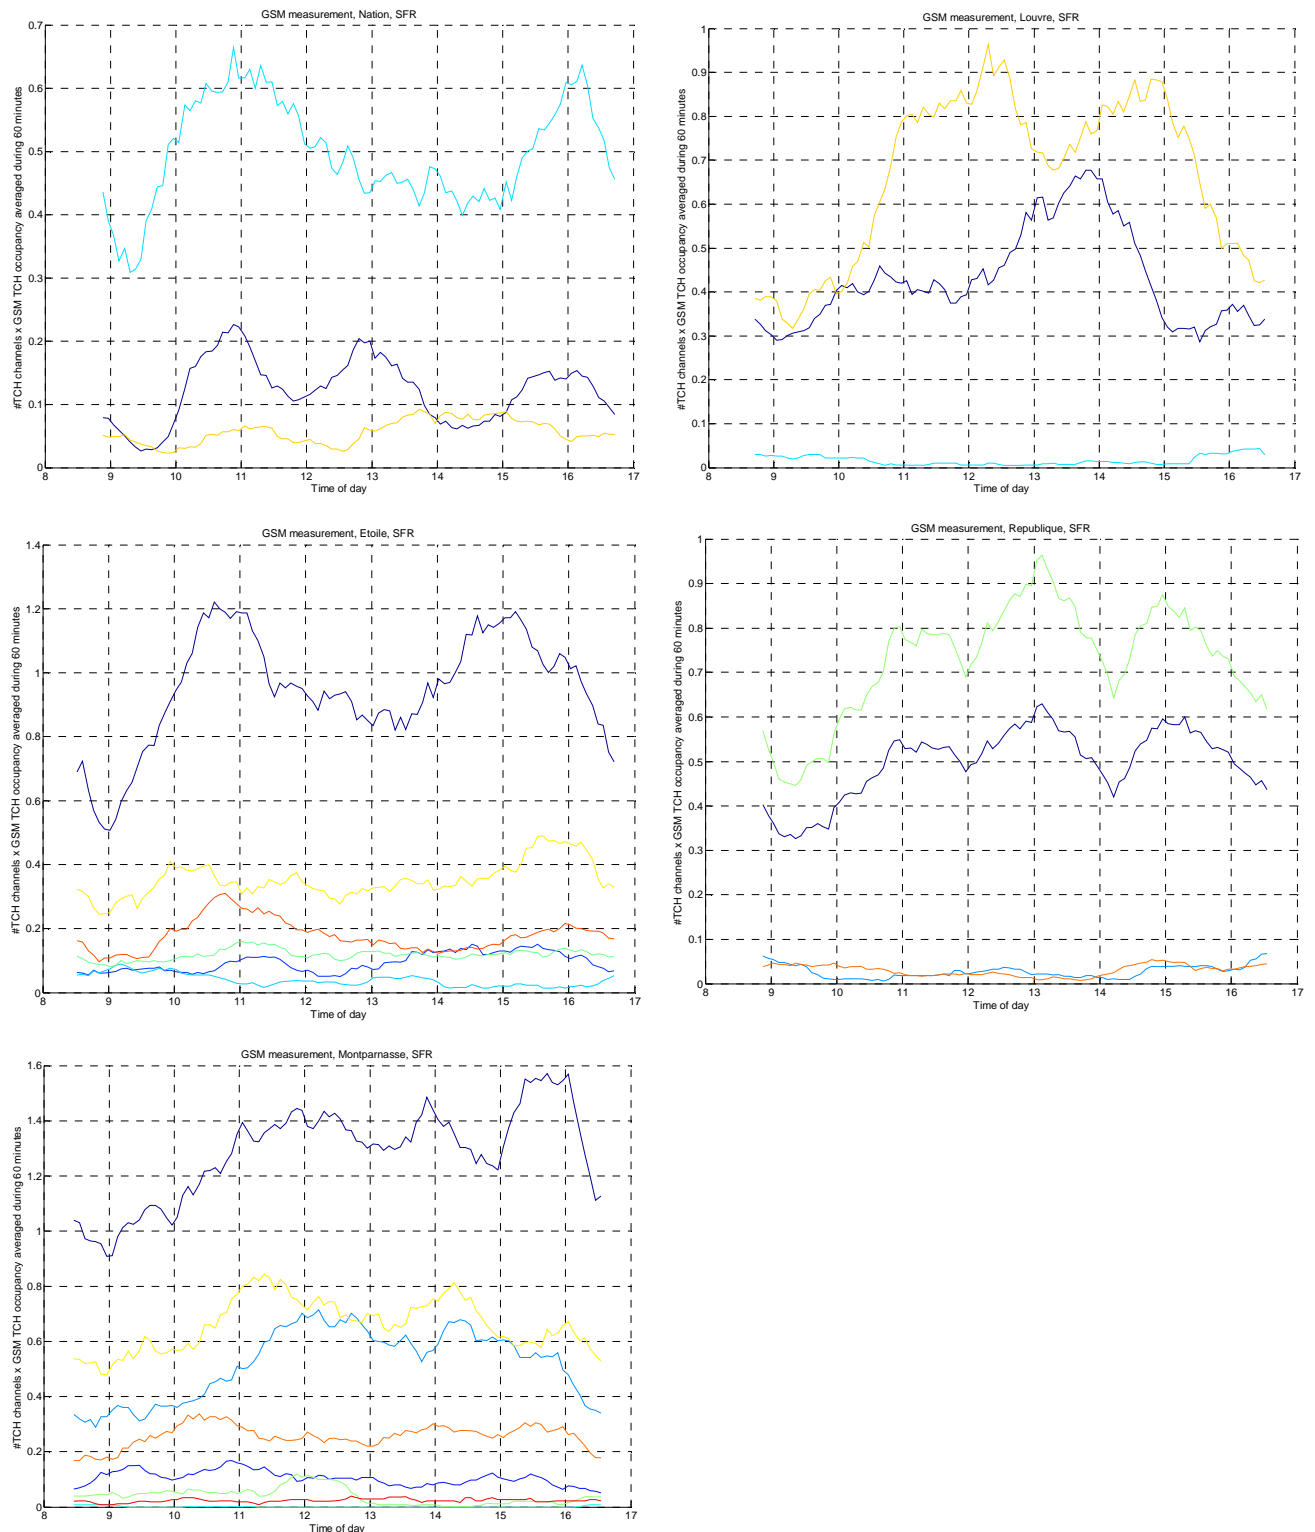 GSM measurement, Nation, SFR
#TCH channels x GSM TCH occupancy averaged during 60 minutes
0.7
0.6
0.5
0.4
0.3
0.2
0.1
0
8 9 10 11 12 13 14 15 16 17
Time of day
GSM measurement, Louvre, SFR
#TCH channels x GSM TCH occupancy averaged during 60 minutes
1
0.9
0.8
0.7
0.6
0.5
0.4
0.3
0.2
0.1
0
8 9 10 11 12 13 14 15 16 17
Time of day
GSM measurement, Etoile, SFR
#TCH channels x GSM TCH occupancy averaged during 60 minutes
1.4
1.2
1
0.8
0.6
0.4
0.2
0
8 9 10 11 12 13 14 15 16 17
Time of day
GSM measurement, Republique, SFR
#TCH channels x GSM TCH occupancy averaged during 60 minutes
1
0.9
0.8
0.7
0.6
0.5
0.4
0.3
0.2
0.1
0
8 9 10 11 12 13 14 15 16 17
Time of day
GSM measurement, Montparnasse, SFR
#TCH channels x GSM TCH occupancy averaged during 60 minutes
1.6
1.4
1.2
1
0.8
0.6
0.4
0.2
0
8 9 10 11 12 13 14 15 16 17
Time of day